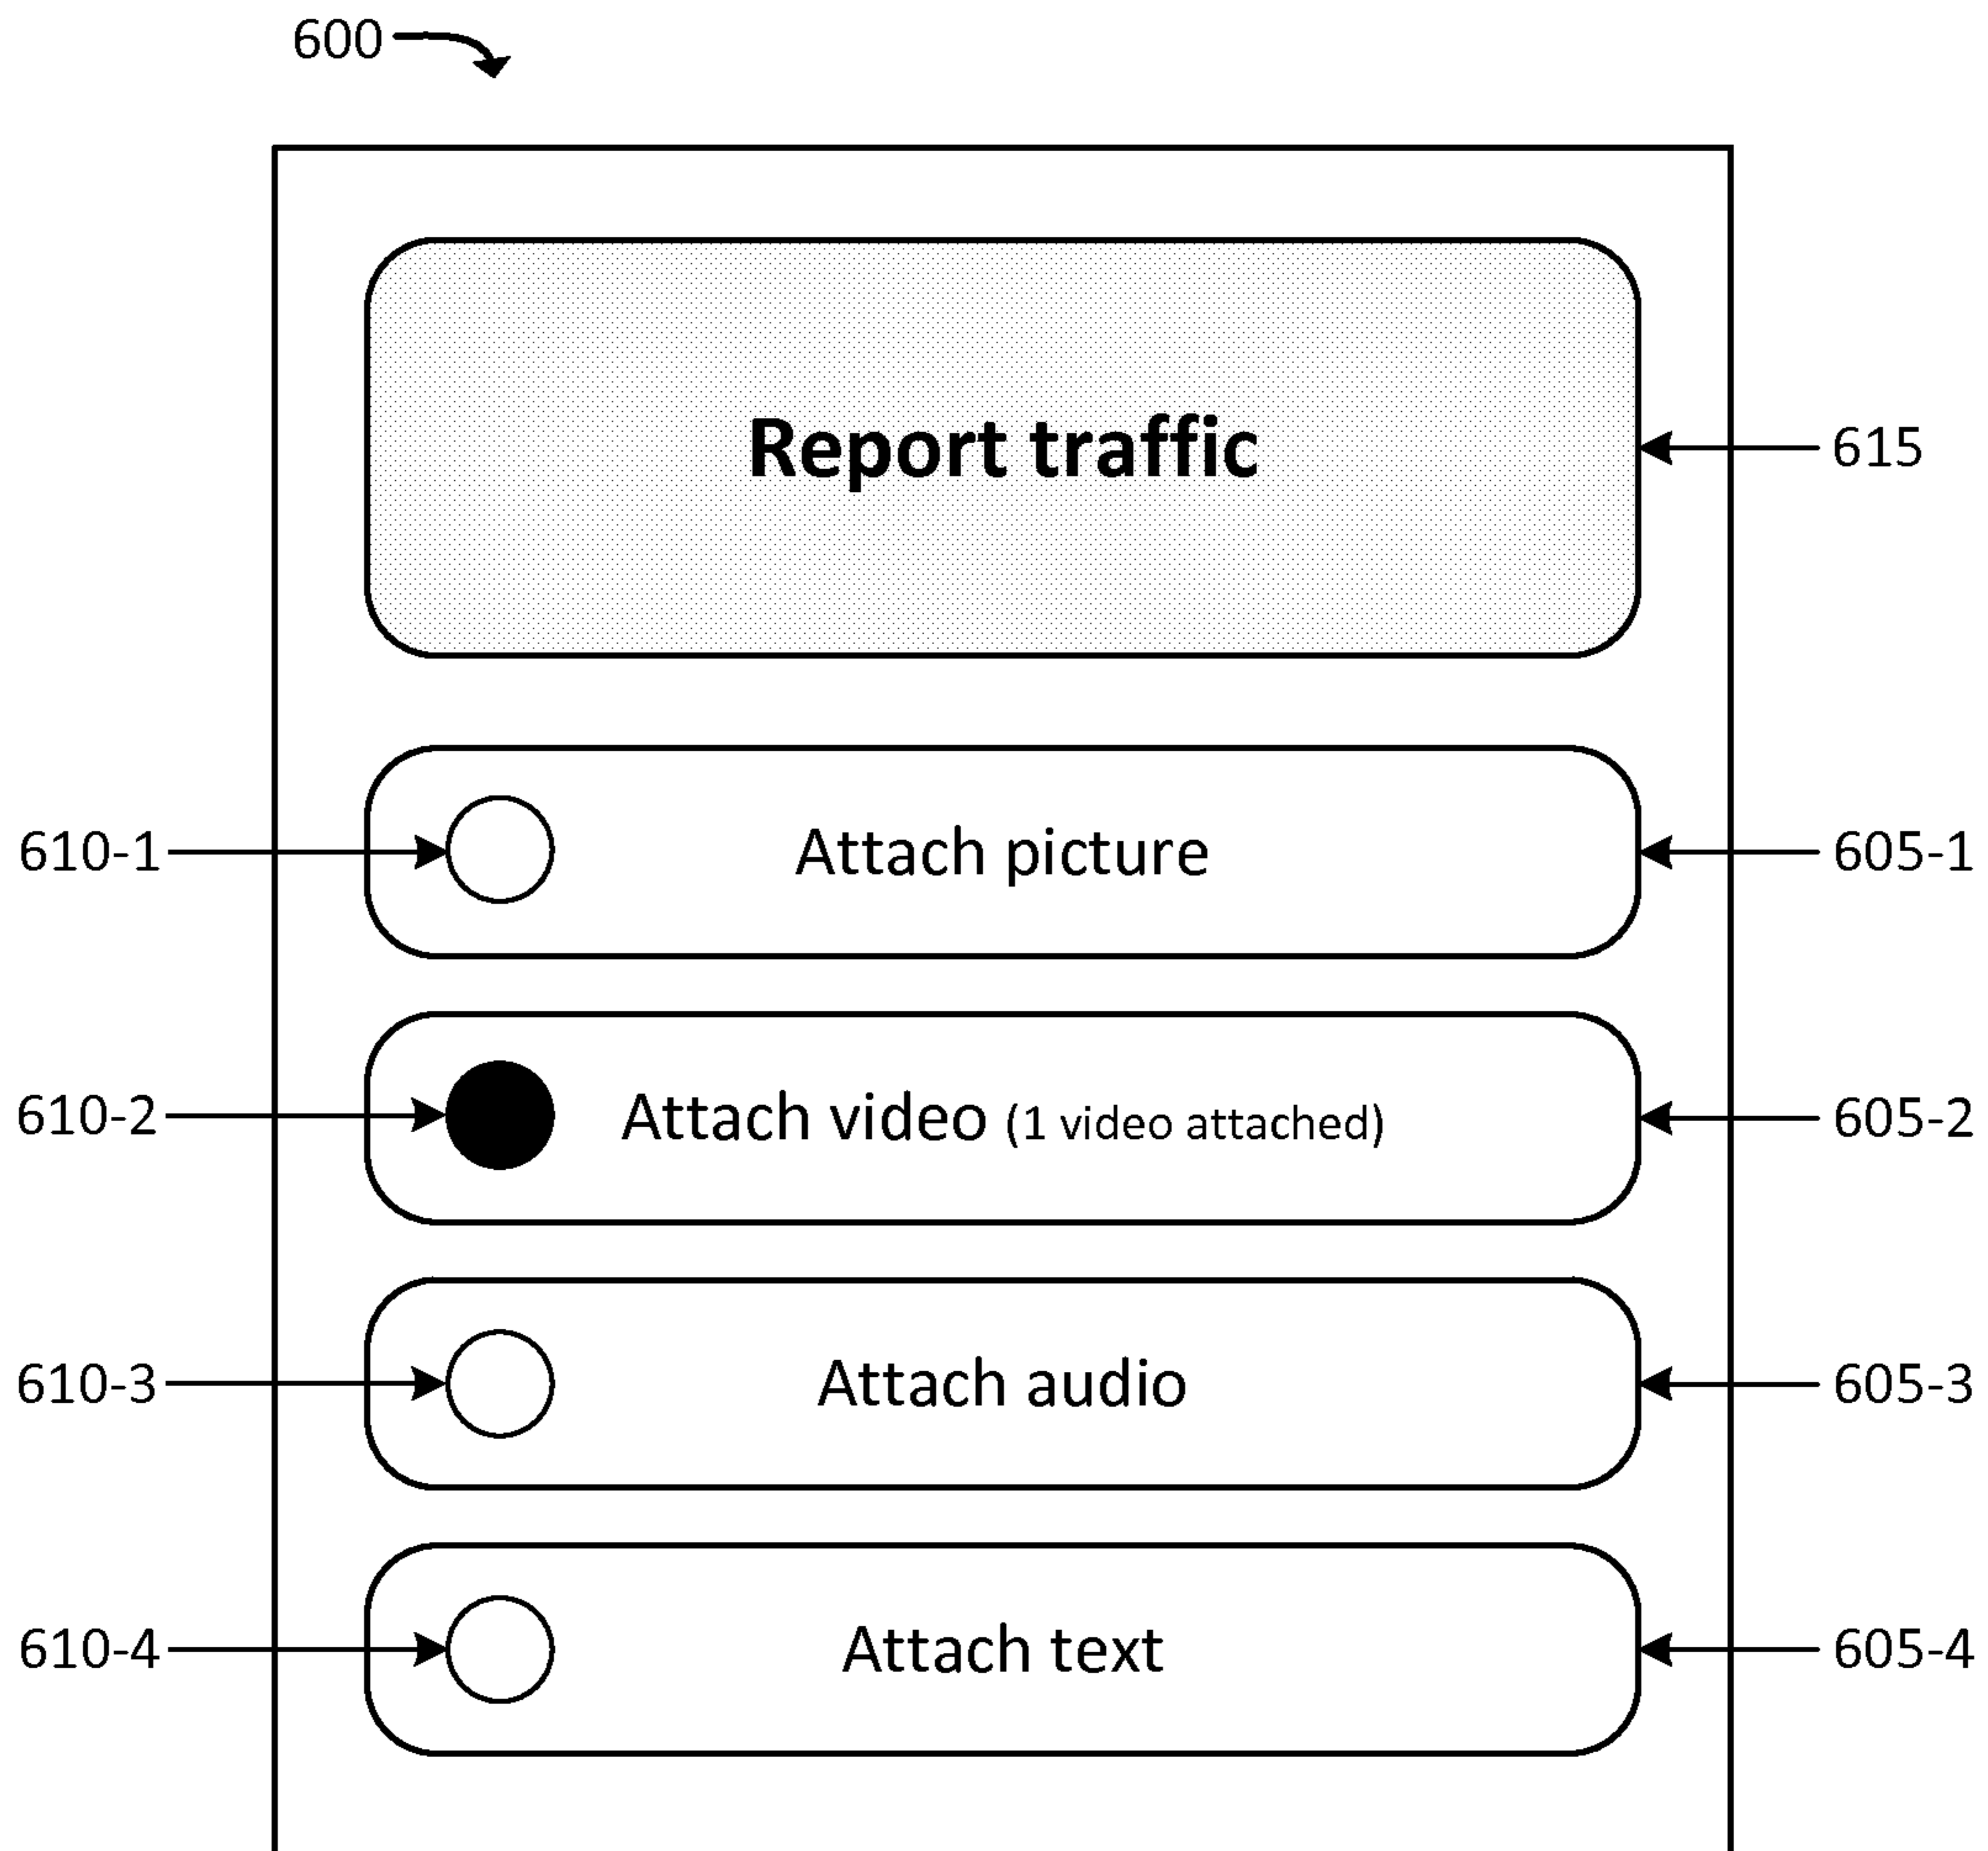 600
Report traffic
615
610-1
Attach picture
605-1
610-2
Attach video (1 video attached)
605-2
610-3
Attach audio
605-3
610-4
Attach text
605-4